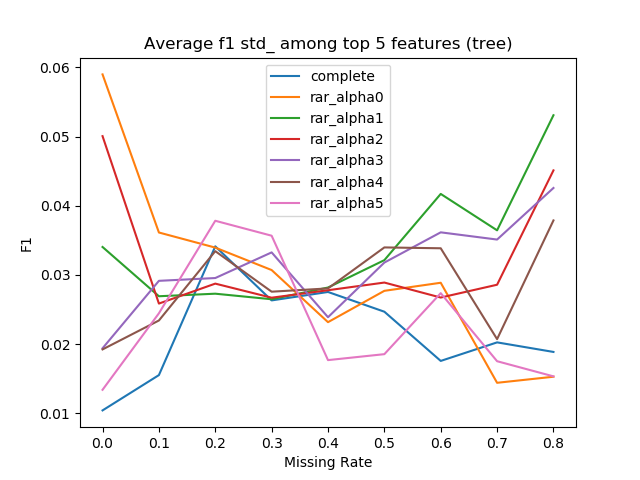 Average f1 std_ among top 5 features (tree)
complete
rar_alpha0
rar_alpha1
rar_alpha2
rar_alpha3
rar_alpha4
rar_alpha5
0.06
0.05
0.04
0.03
0.02
0.01
F1
0.0 0.1 0.2 0.3 0.4 0.5 0.6 0.7 0.8
Missing Rate